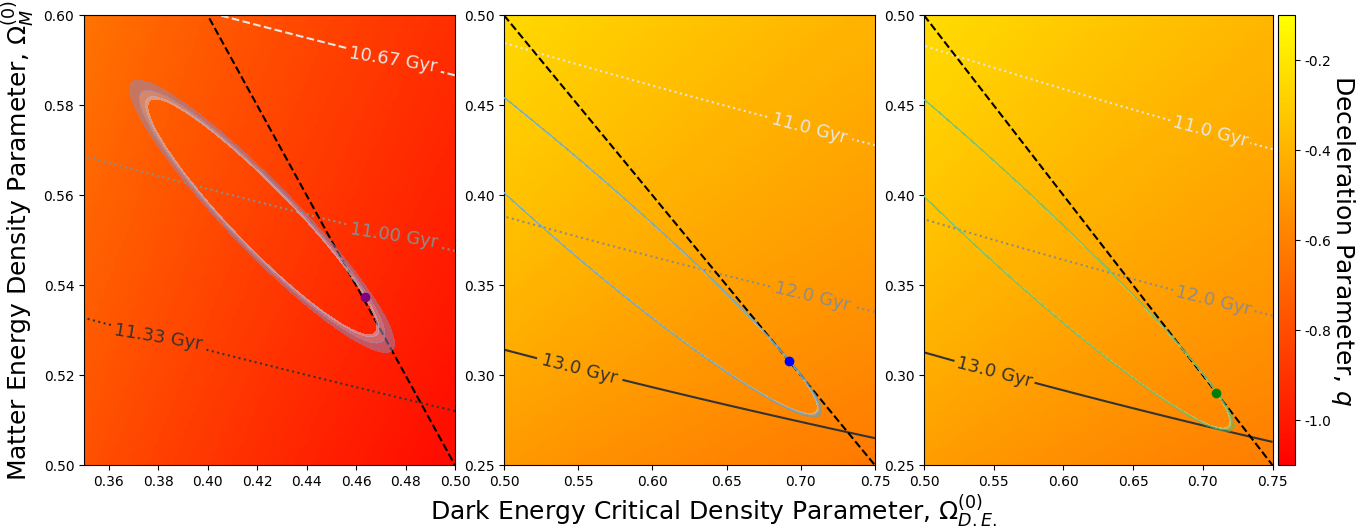 Matter Energy Density Parameter, Ω_M^(0)
0.60
0.58
0.56
0.54
0.52
0.50
10.67 Gyr
11.00 Gyr
11.33 Gyr
0.36 0.38 0.40 0.42 0.44 0.46 0.48 0.50
0.50
0.45
0.40
0.35
0.30
0.25
11.0 Gyr
12.0 Gyr
13.0 Gyr
0.50 0.55 0.60 0.65 0.70 0.75
0.50
0.45
0.40
0.35
0.30
0.25
11.0 Gyr
12.0 Gyr
13.0 Gyr
0.50 0.55 0.60 0.65 0.70 0.75
-0.2
-0.4
-0.6
-0.8
-1.0
Deceleration Parameter, q
Dark Energy Critical Density Parameter, Ω_D.E.^(0)